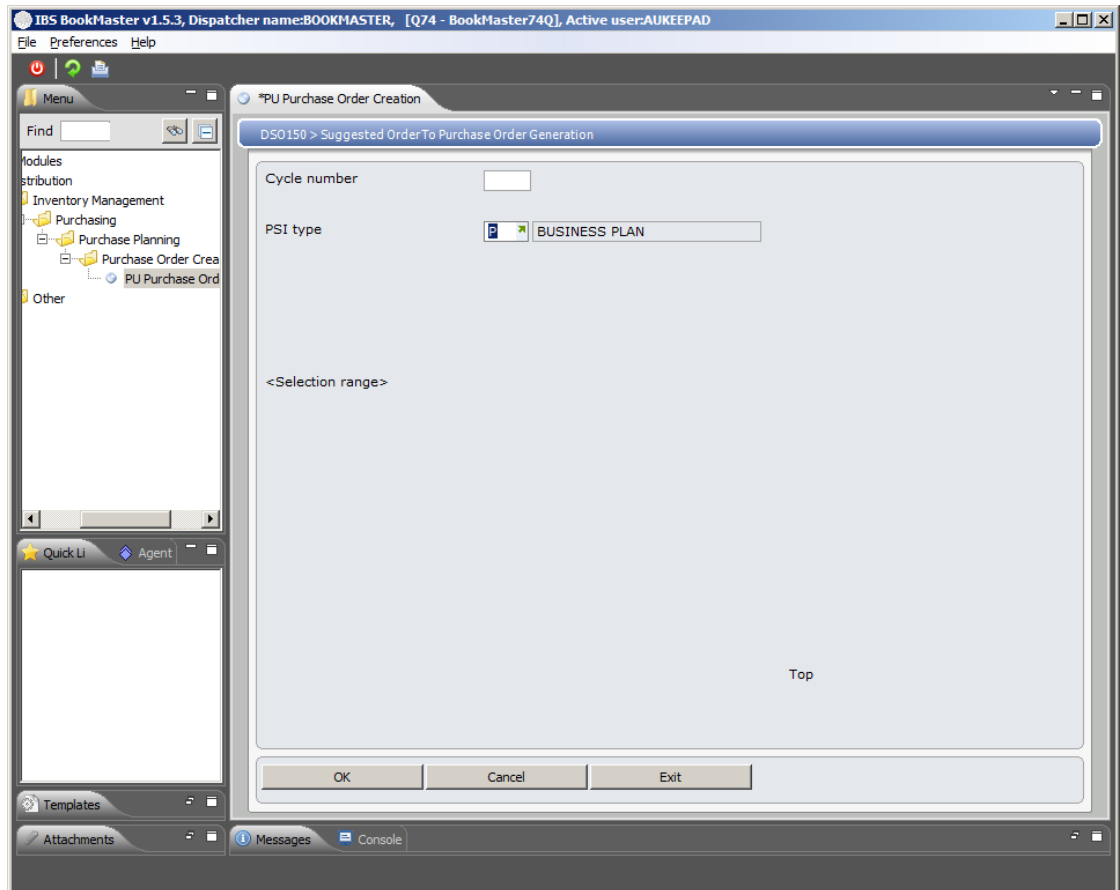 IBS BookMaster v1.5.3, Dispatcher name:BOOKMASTER, [Q74 - BookMaster74Q], Active user:AUKEEPAD
File Preferences Help
Menu
*PU Purchase Order Creation
Find
DSO150 > Suggested OrderTo Purchase Order Generation
Modules
stribution
Inventory Management
Purchasing
Purchase Planning
Purchase Order Crea
PU Purchase Ord
Other
Cycle number
PSI type
P
BUSINESS PLAN
<Selection range>
Top
Quick Li
Agent
OK
Cancel
Exit
Templates
Attachments
Messages
Console